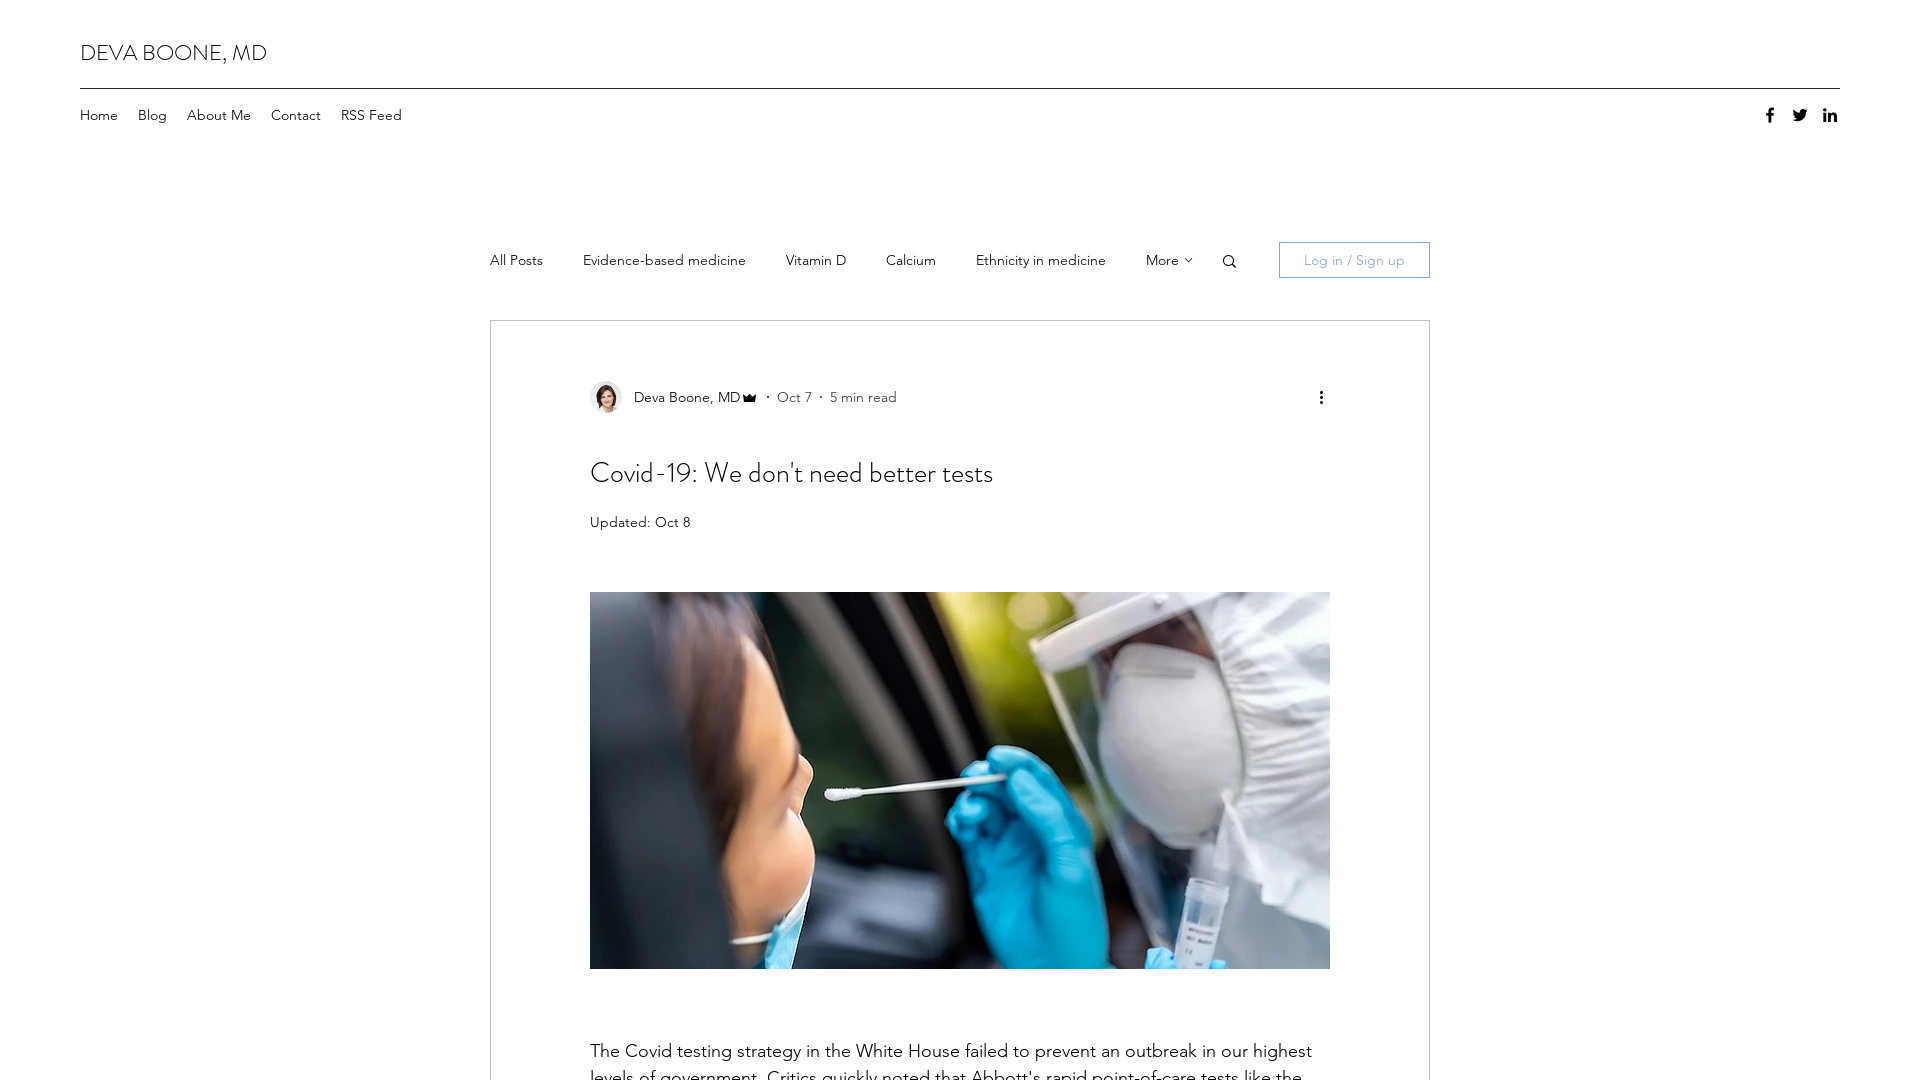 DEVA BOONE, MD
Home Blog About Me Contact RSS Feed
All Posts Evidence-based medicine Vitamin D Calcium Ethnicity in medicine More Log in / Sign up
Deva Boone, MD · Oct 7 · 5 min read
Covid-19: We don't need better tests
Updated: Oct 8
The Covid testing strategy in the White House failed to prevent an outbreak in our highest
levels of government. Critics quickly noted that Abbott's rapid point-of-care tests like the